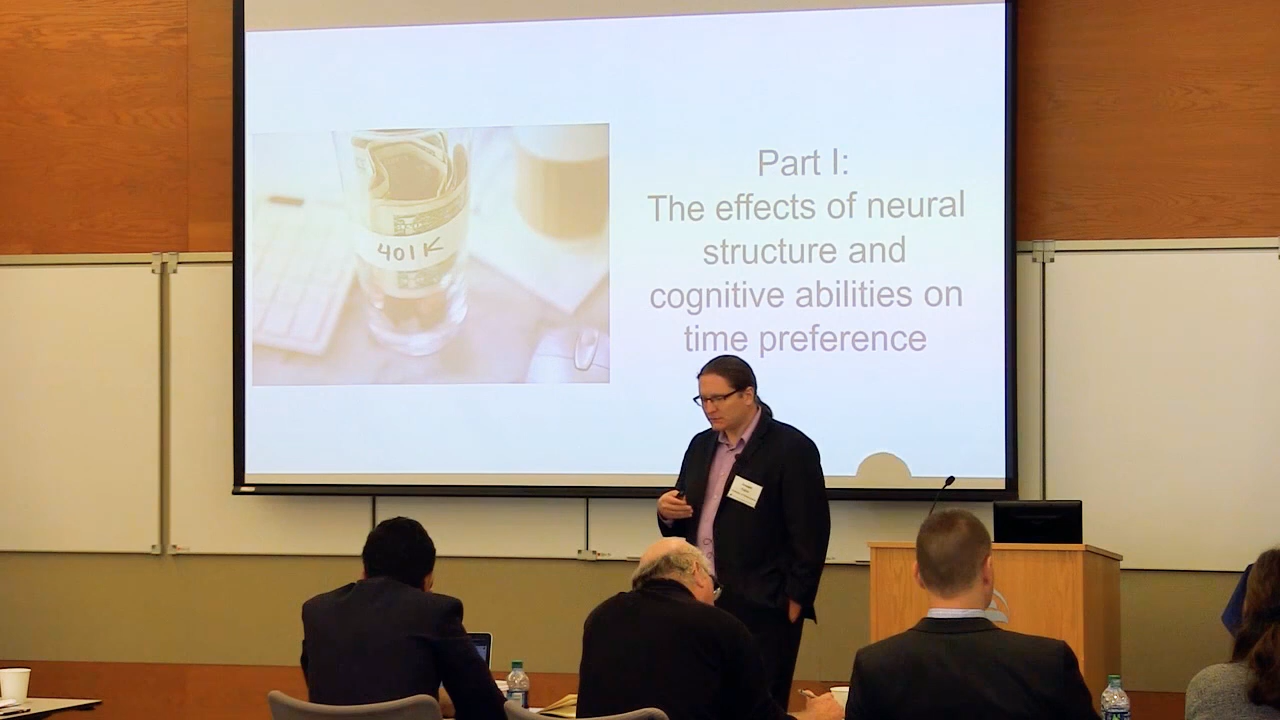 401K
Part I:
The effects of neural
structure and
cognitive abilities on
time preference